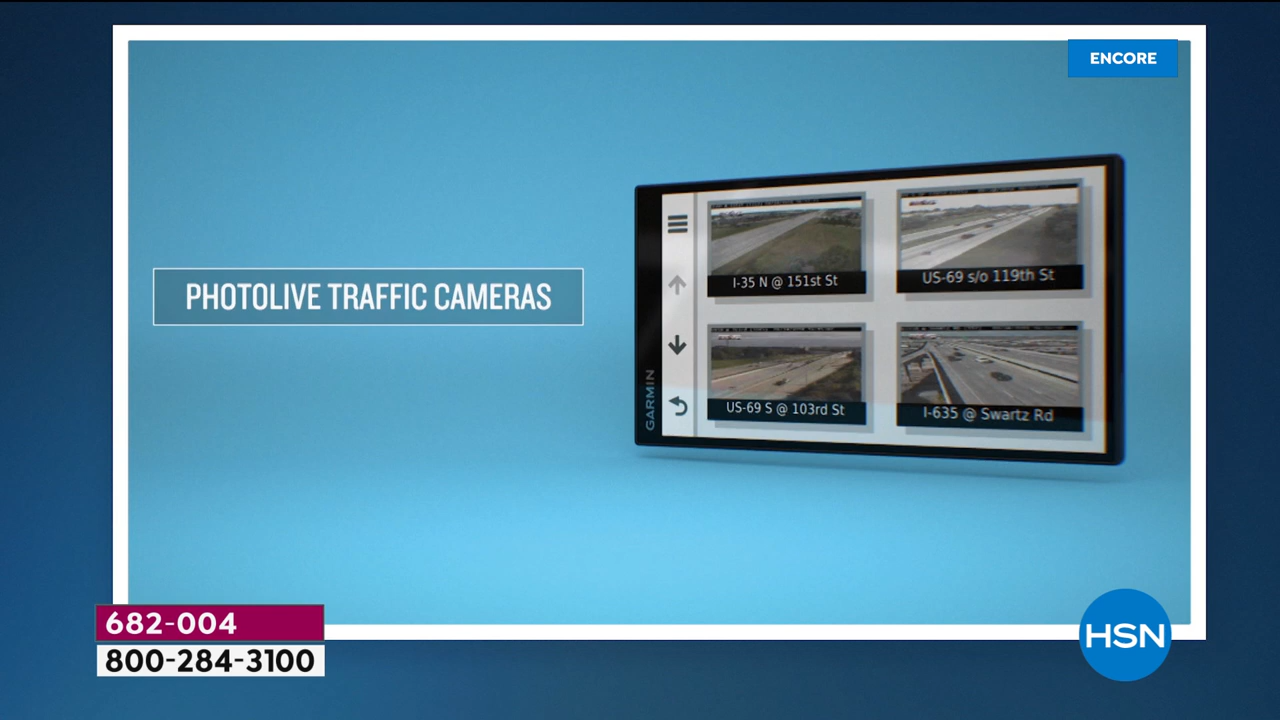 ENCORE
PHOTOLIVE TRAFFIC CAMERAS
GARMIN
I-35 N @ 151st St
US-69 s/o 119th St
US-69 S @ 103rd St
I-635 @ Swartz Rd
682-004
800-284-3100
HSN